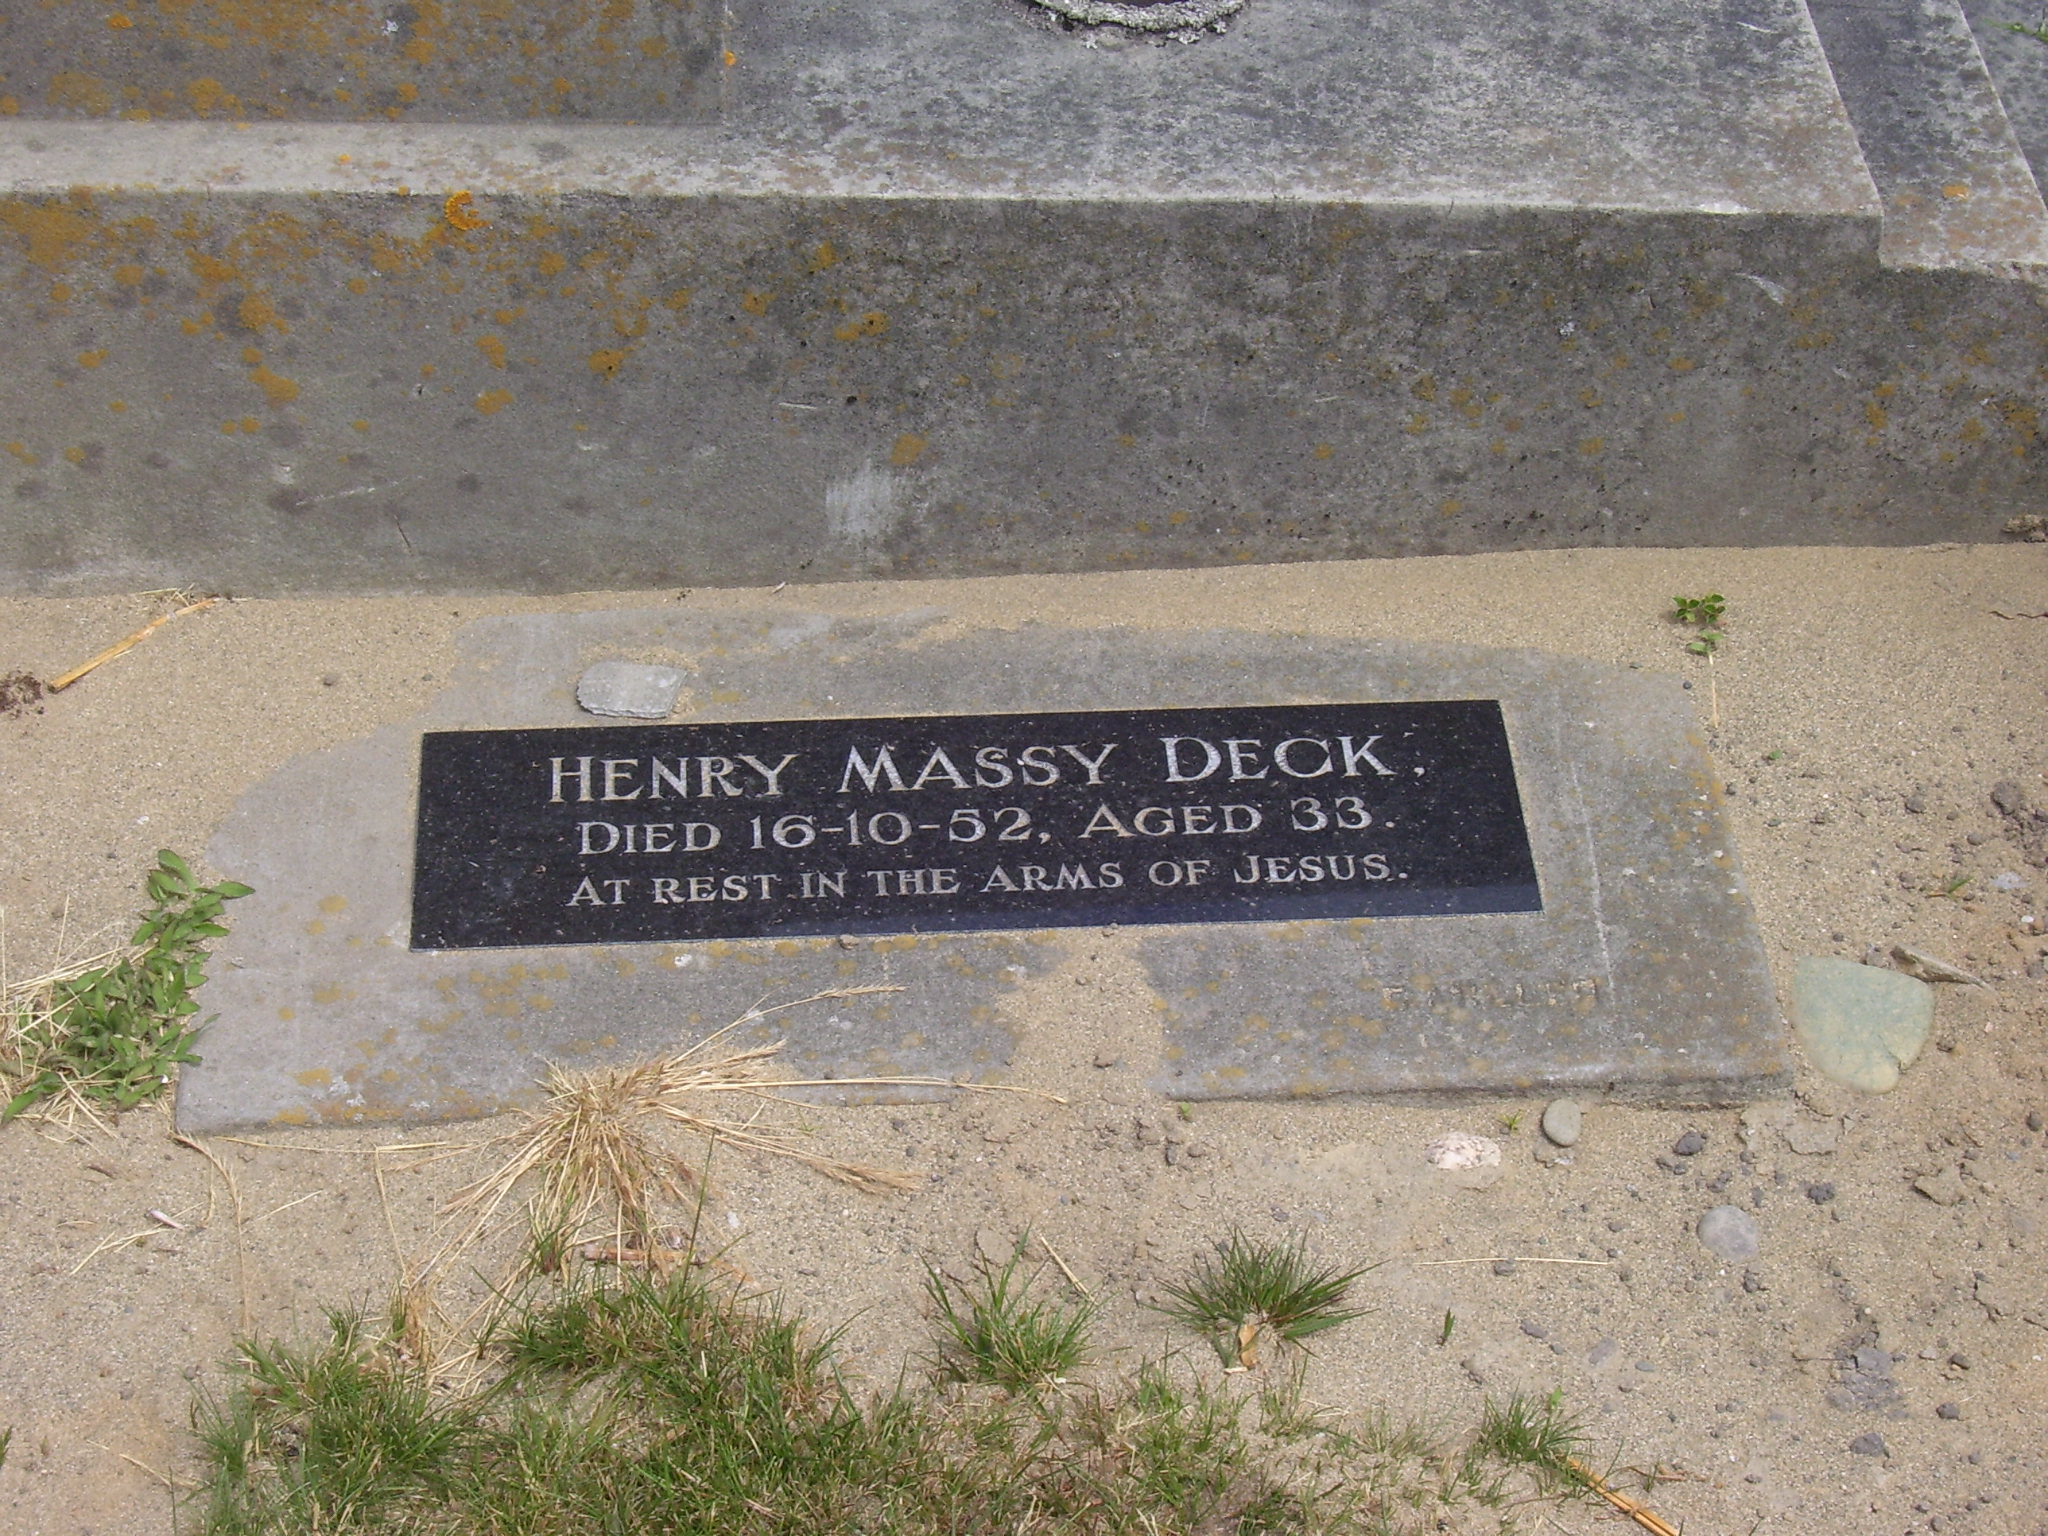 HENRY MASSY DECK,
DIED 16-10-52, AGED 33.
AT REST IN THE ARMS OF JESUS.